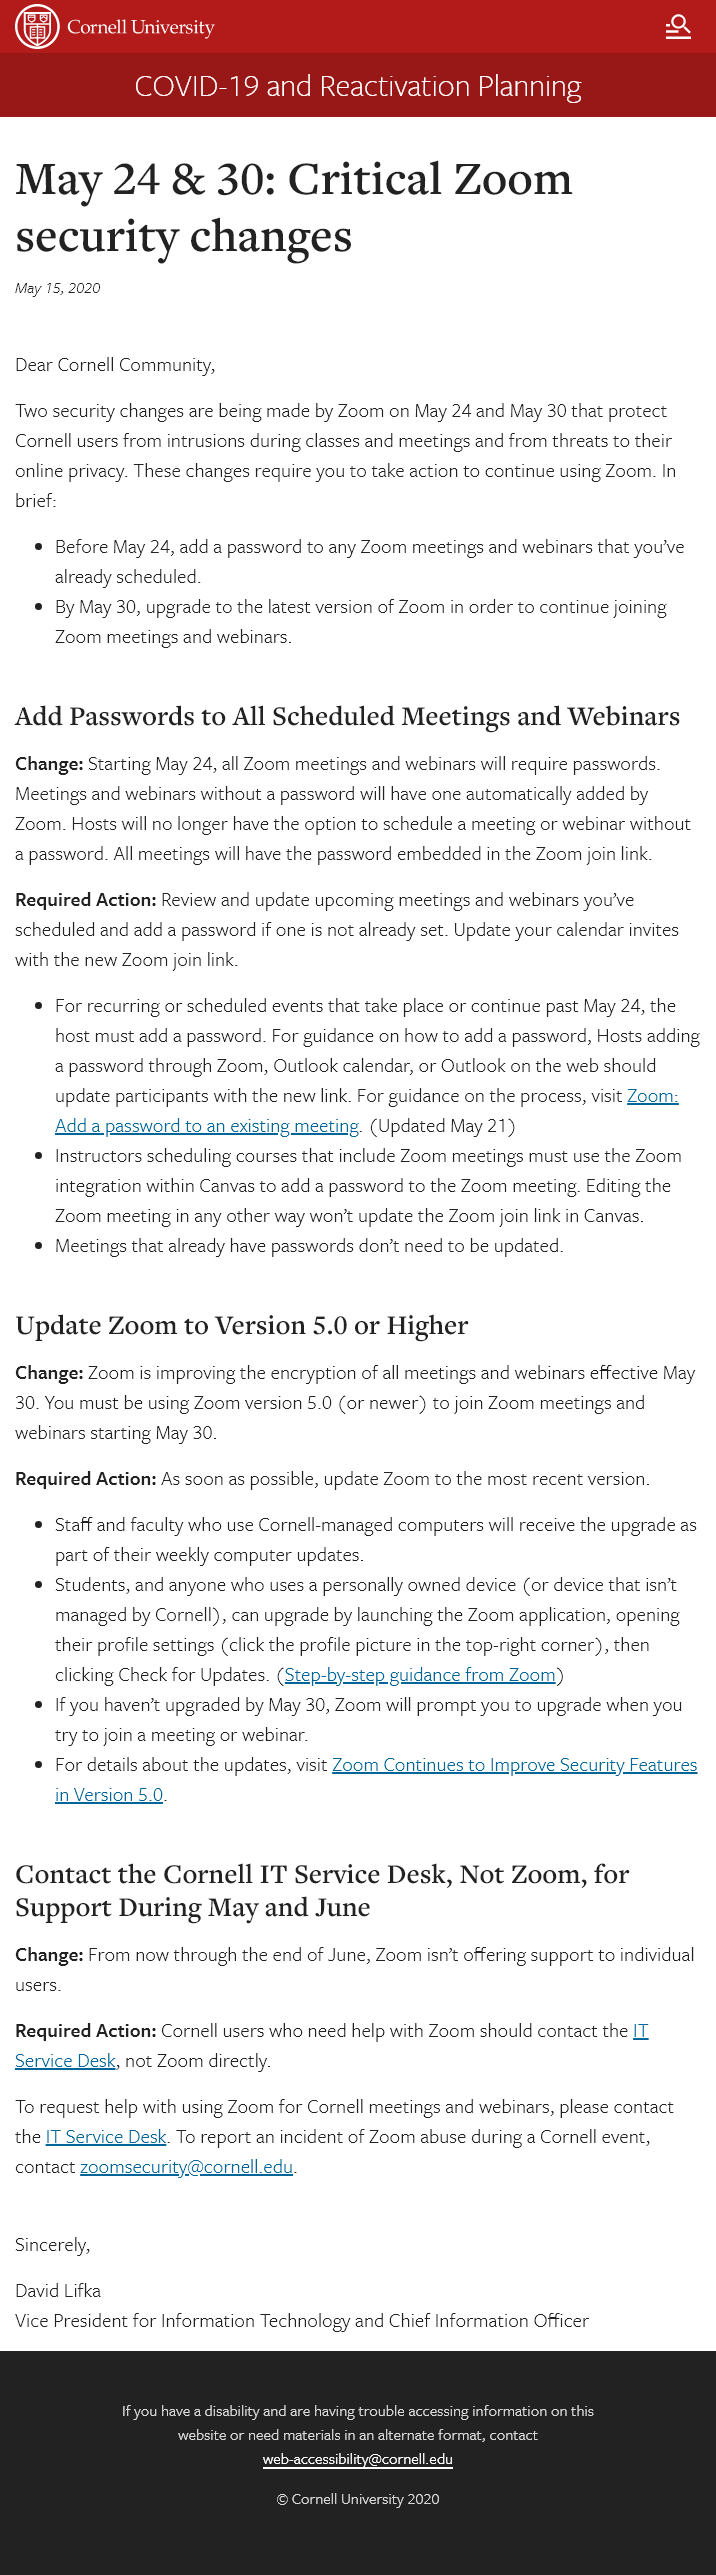 Cornell University
COVID-19 and Reactivation Planning
May 24 & 30: Critical Zoom
security changes
May 15, 2020
Dear Cornell Community,
Two security changes are being made by Zoom on May 24 and May 30 that protect
Cornell users from intrusions during classes and meetings and from threats to their
online privacy. These changes require you to take action to continue using Zoom. In
brief:
• Before May 24, add a password to any Zoom meetings and webinars that you’ve
already scheduled.
• By May 30, upgrade to the latest version of Zoom in order to continue joining
Zoom meetings and webinars.
Add Passwords to All Scheduled Meetings and Webinars
Change: Starting May 24, all Zoom meetings and webinars will require passwords.
Meetings and webinars without a password will have one automatically added by
Zoom. Hosts will no longer have the option to schedule a meeting or webinar without
a password. All meetings will have the password embedded in the Zoom join link.
Required Action: Review and update upcoming meetings and webinars you’ve
scheduled and add a password if one is not already set. Update your calendar invites
with the new Zoom join link.
• For recurring or scheduled events that take place or continue past May 24, the
host must add a password. For guidance on how to add a password, Hosts adding
a password through Zoom, Outlook calendar, or Outlook on the web should
update participants with the new link. For guidance on the process, visit Zoom:
Add a password to an existing meeting. (Updated May 21)
• Instructors scheduling courses that include Zoom meetings must use the Zoom
integration within Canvas to add a password to the Zoom meeting. Editing the
Zoom meeting in any other way won’t update the Zoom join link in Canvas.
• Meetings that already have passwords don’t need to be updated.
Update Zoom to Version 5.0 or Higher
Change: Zoom is improving the encryption of all meetings and webinars effective May
30. You must be using Zoom version 5.0 (or newer) to join Zoom meetings and
webinars starting May 30.
Required Action: As soon as possible, update Zoom to the most recent version.
• Staff and faculty who use Cornell-managed computers will receive the upgrade as
part of their weekly computer updates.
• Students, and anyone who uses a personally owned device (or device that isn’t
managed by Cornell), can upgrade by launching the Zoom application, opening
their profile settings (click the profile picture in the top-right corner), then
clicking Check for Updates. (Step-by-step guidance from Zoom)
• If you haven’t upgraded by May 30, Zoom will prompt you to upgrade when you
try to join a meeting or webinar.
• For details about the updates, visit Zoom Continues to Improve Security Features
in Version 5.0.
Contact the Cornell IT Service Desk, Not Zoom, for
Support During May and June
Change: From now through the end of June, Zoom isn’t offering support to individual
users.
Required Action: Cornell users who need help with Zoom should contact the IT
Service Desk, not Zoom directly.
To request help with using Zoom for Cornell meetings and webinars, please contact
the IT Service Desk. To report an incident of Zoom abuse during a Cornell event,
contact zoomsecurity@cornell.edu.
Sincerely,
David Lifka
Vice President for Information Technology and Chief Information Officer
If you have a disability and are having trouble accessing information on this
website or need materials in an alternate format, contact
web-accessibility@cornell.edu
© Cornell University 2020